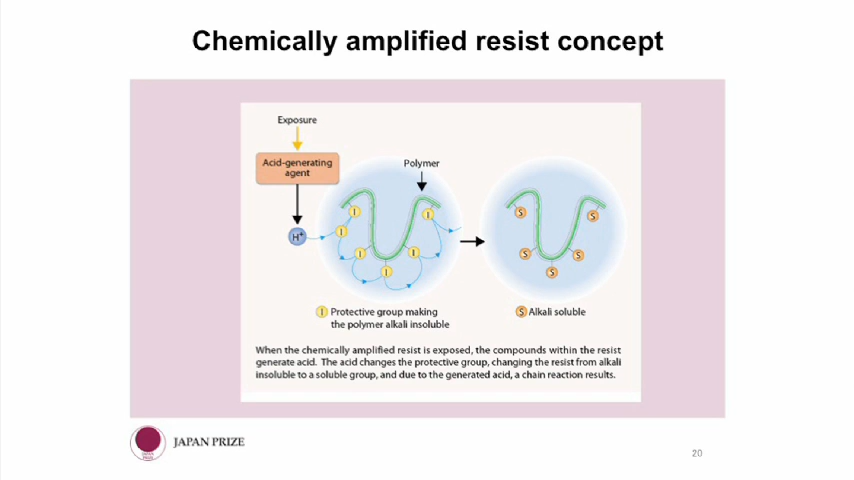 Chemically amplified resist concept
Exposure
Acid-generating
agent
Polymer
H+
I
I
I
I
I
I
S
S
S
S
S
I Protective group making
the polymer alkali insoluble
S Alkali soluble
When the chemically amplified resist is exposed, the compounds within the resist
generate acid. The acid changes the protective group, changing the resist from alkali
insoluble to a soluble group, and due to the generated acid, a chain reaction results.
JAPAN PRIZE
JAPAN
PRIZE
20